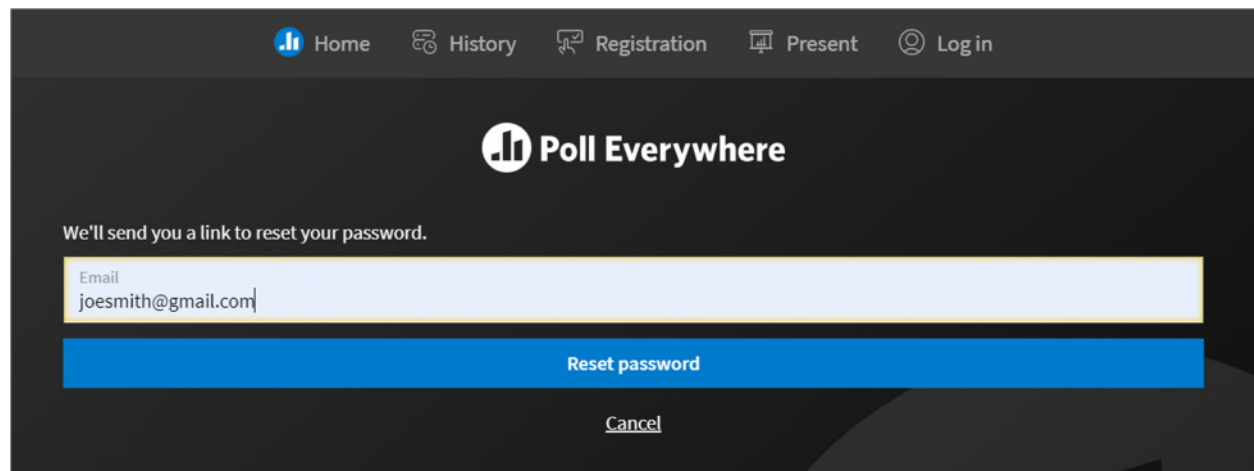 Home History Registration Present Log in
Poll Everywhere
We'll send you a link to reset your password.
Email
joesmith@gmail.com
Reset password
Cancel